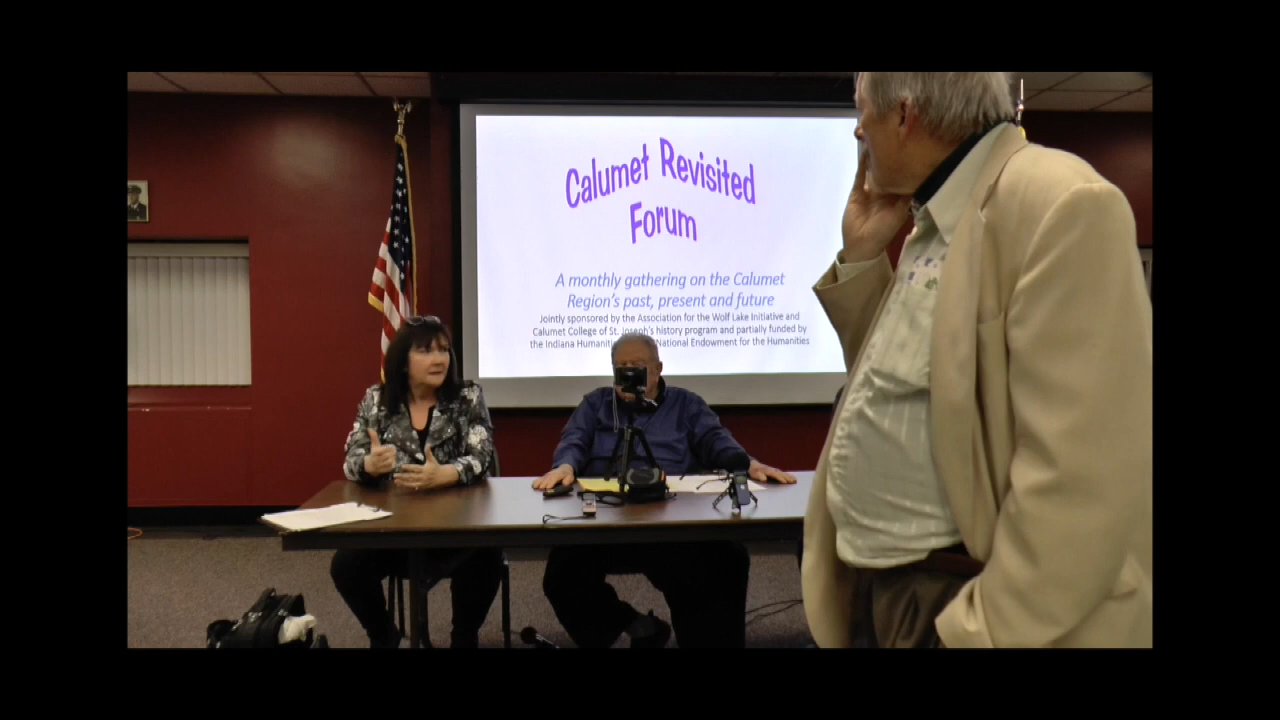 Calumet Revisited
Forum
A monthly gathering on the Calumet
Region's past, present and future
Jointly sponsored by the Association for the Wolf Lake Initiative and
Calumet College of St. Joseph's history program and partially funded by
the Indiana Humanities National Endowment for the Humanities